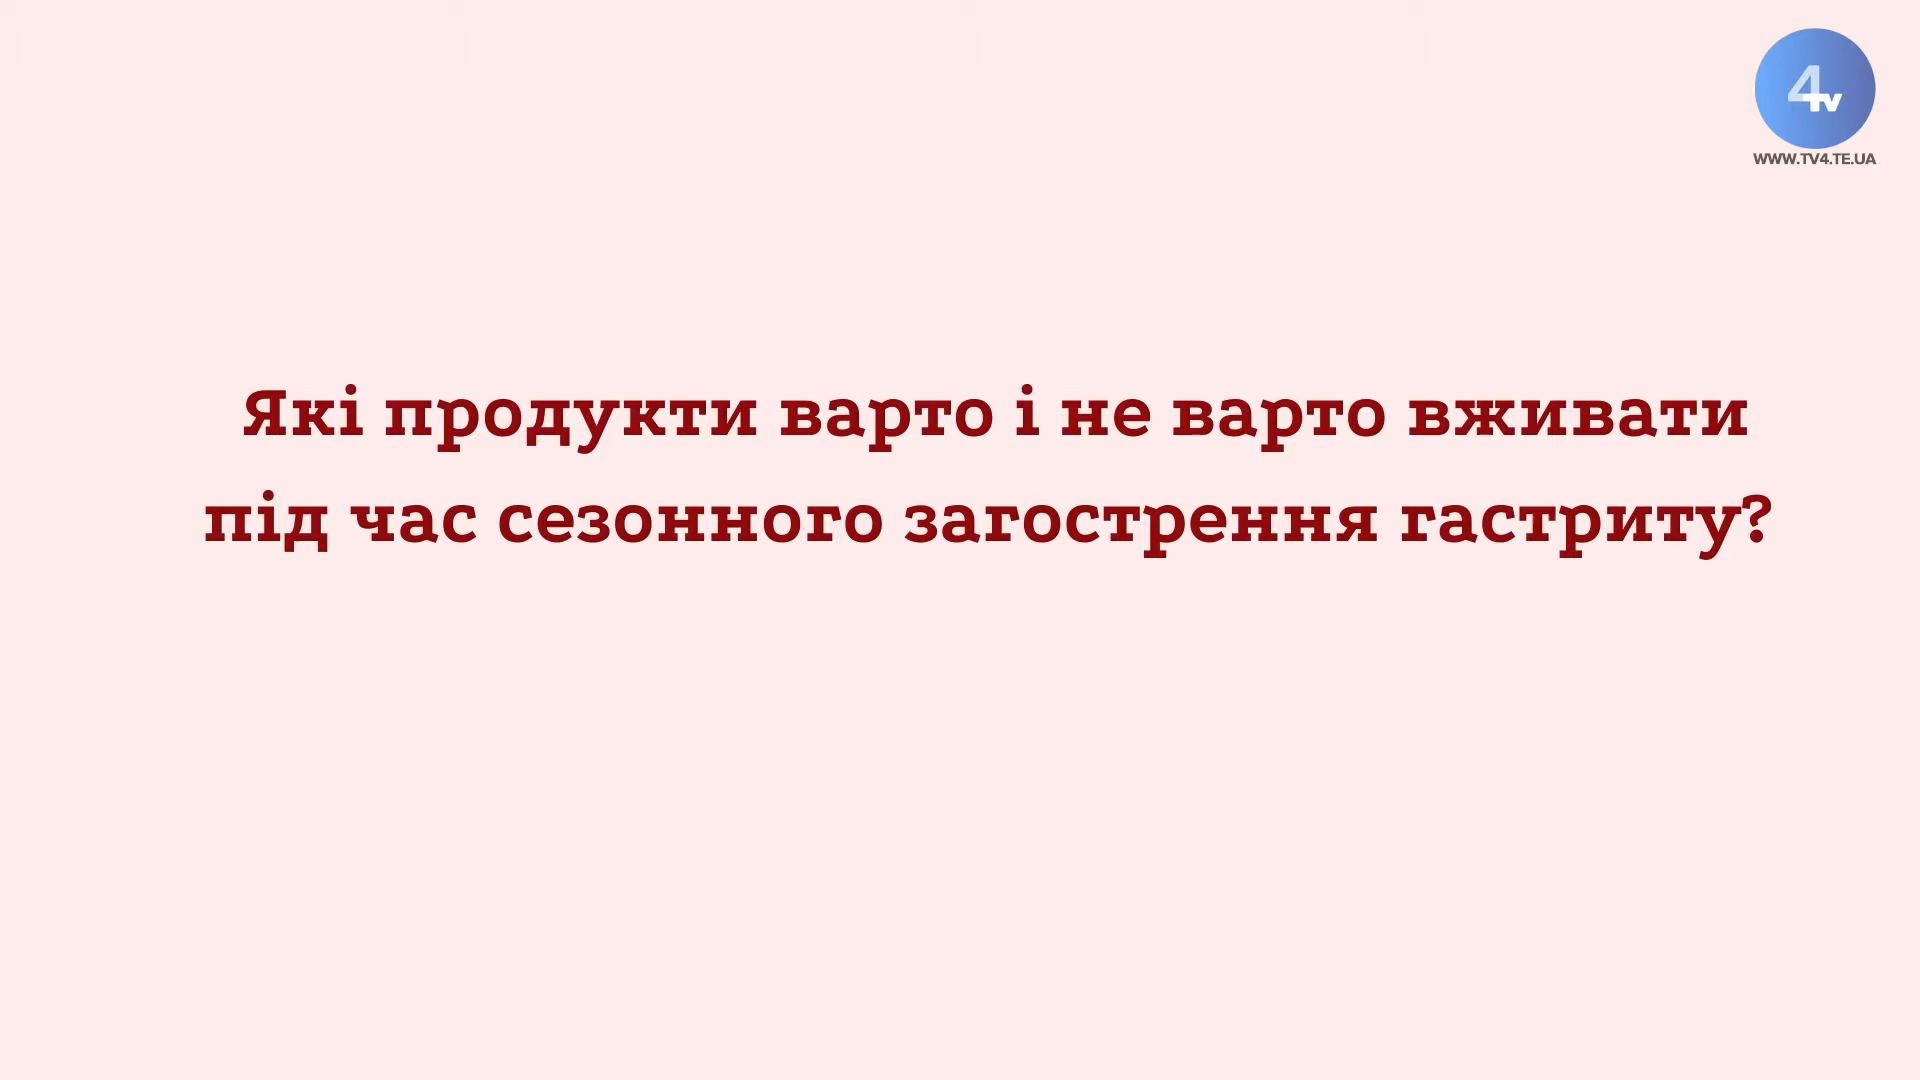 4tv
WWW.TV4.TE.UA
Які продукти варто і не варто вживати
під час сезонного загострення гастриту?